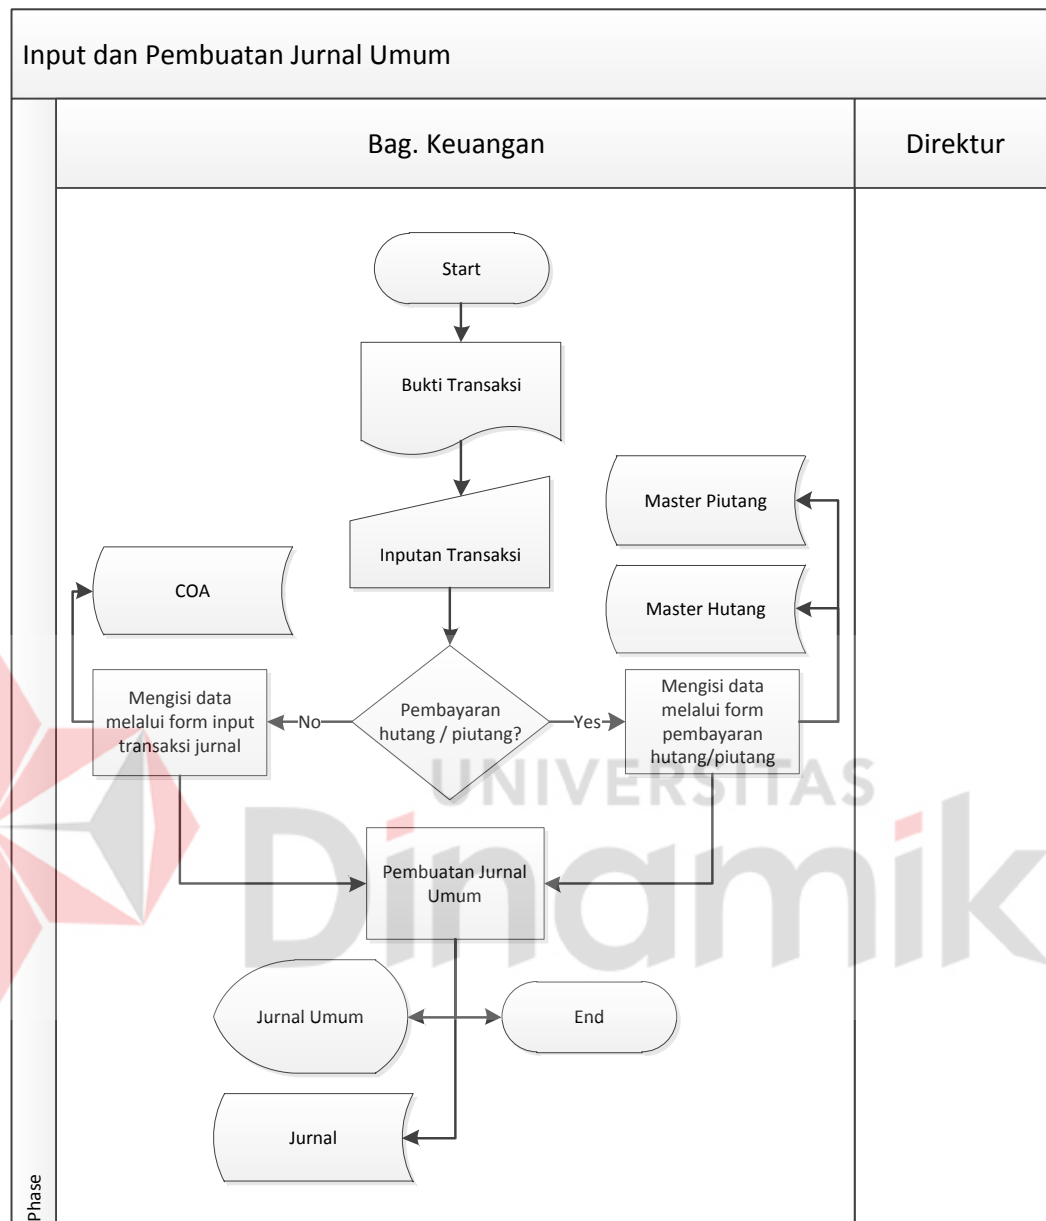 Input dan Pembuatan Jurnal Umum
Bag. Keuangan
Direktur
Start
Bukti Transaksi
Inputan Transaksi
Master Piutang
Master Hutang
COA
Mengisi data
melalui form input
transaksi jurnal
No
Pembayaran
hutang / piutang?
Yes
Mengisi data
melalui form
pembayaran
hutang/piutang
UNIVERSITAS
Dinamik
Pembuatan Jurnal
Umum
Jurnal Umum
End
Jurnal
Phase